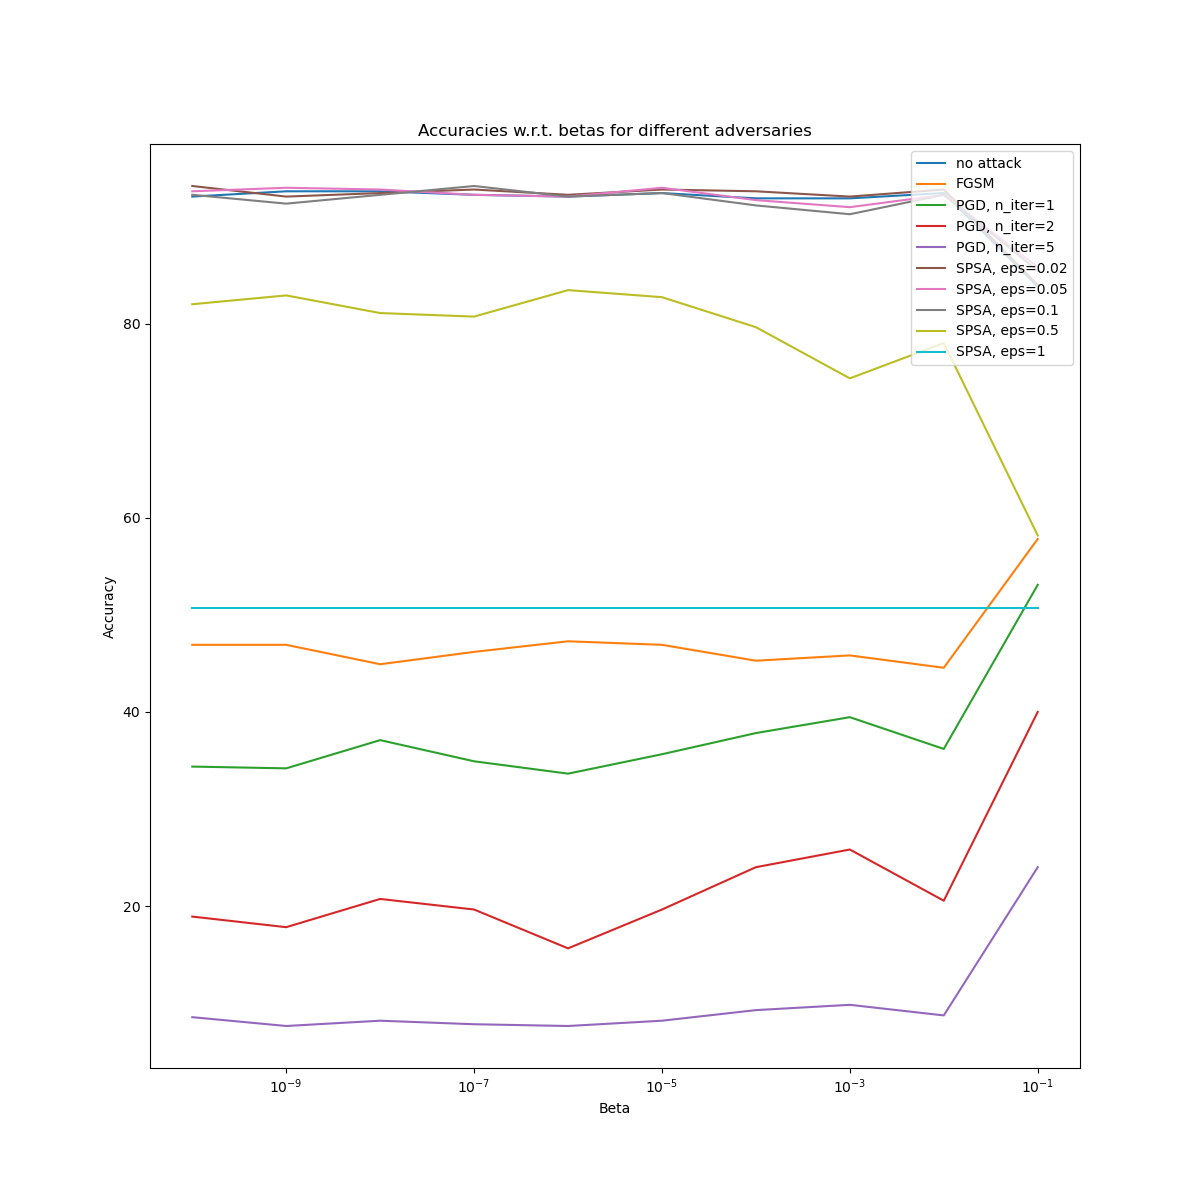 Accuracies w.r.t. betas for different adversaries
no attack
FGSM
PGD, n_iter=1
PGD, n_iter=2
PGD, n_iter=5
SPSA, eps=0.02
SPSA, eps=0.05
SPSA, eps=0.1
SPSA, eps=0.5
SPSA, eps=1
80
60
40
20
Accuracy
10⁻⁹ 10⁻⁷ 10⁻⁵ 10⁻³ 10⁻¹
Beta